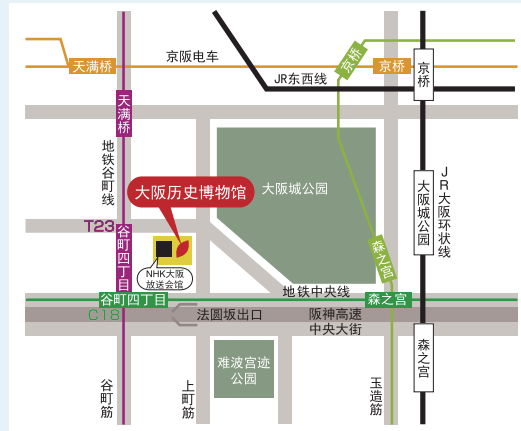 京阪电车
天满桥
京桥
京桥
京桥
JR东西线
天满桥
地铁谷町线
大阪历史博物馆
大阪城公园
大阪城公园
JR大阪环状线
T23
谷町四丁目
NHK大阪
放送会馆
森之宫
地铁中央线
谷町四丁目
森之宫
C18
法圆坂出口
阪神高速
中央大街
森之宫
难波宫迹
公园
谷町筋
上町筋
玉造筋